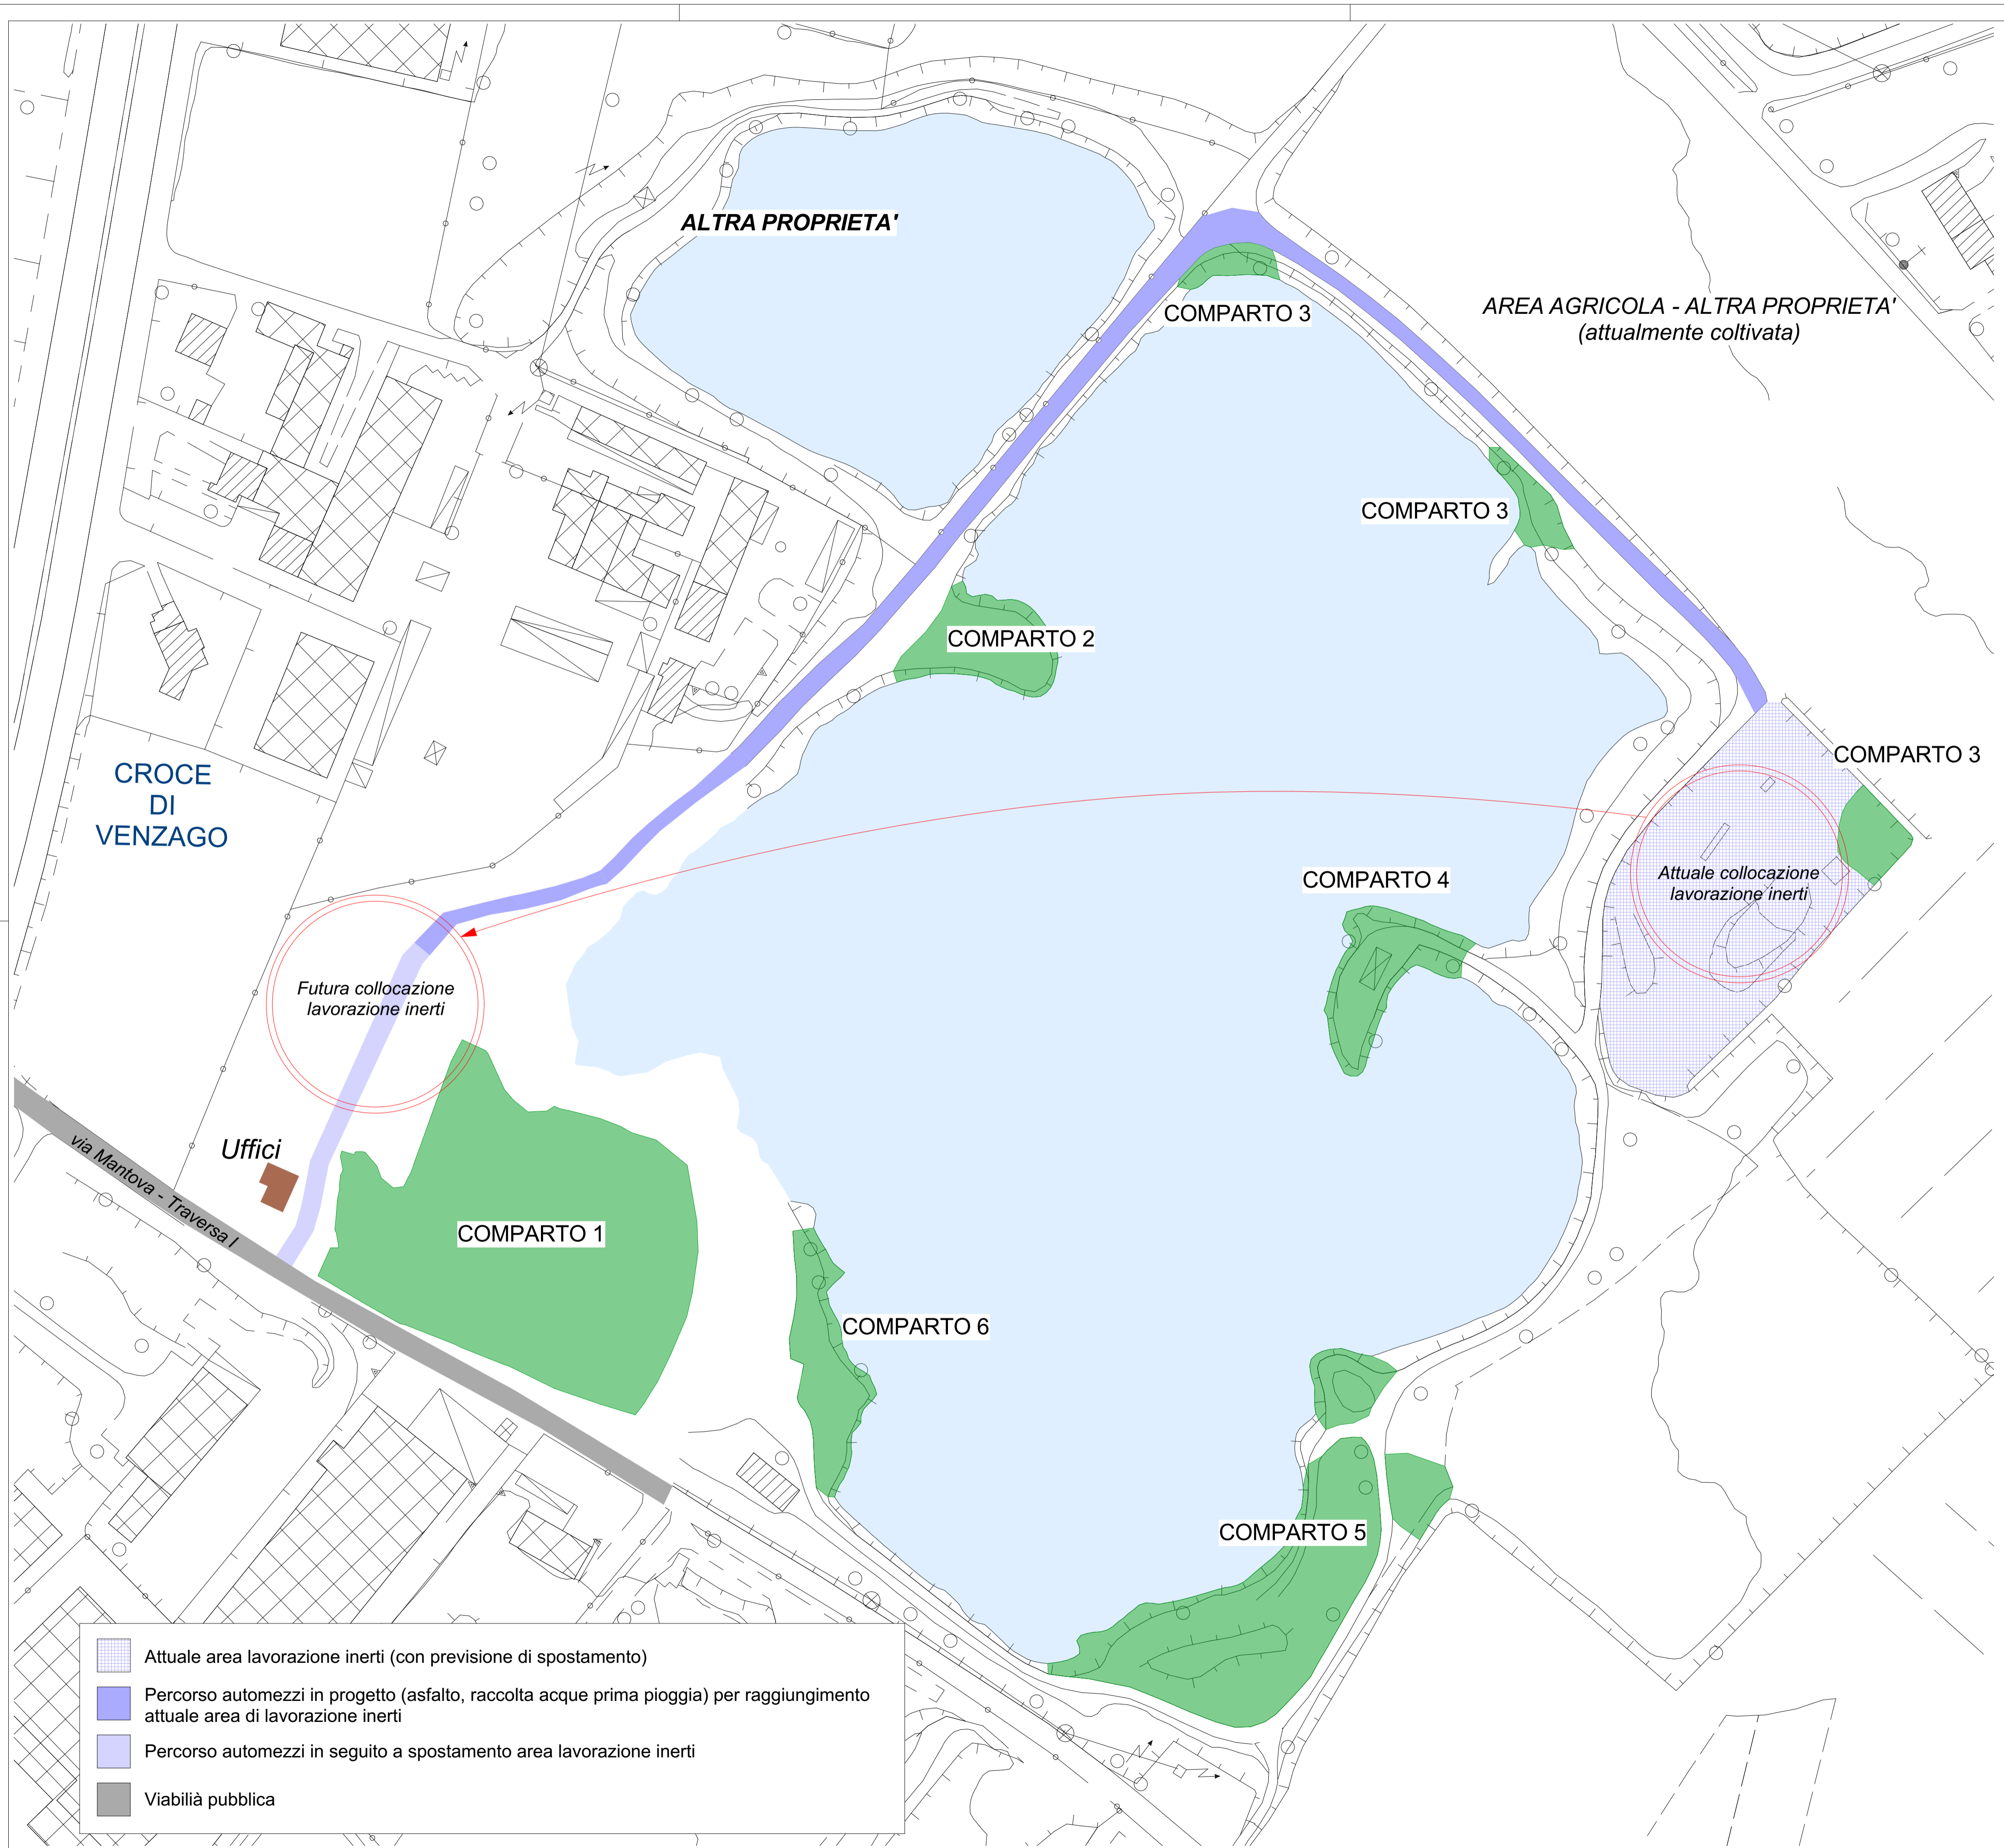 ALTRA PROPRIETA'
COMPARTO 3
AREA AGRICOLA - ALTRA PROPRIETA'
(attualmente coltivata)
COMPARTO 3
COMPARTO 2
COMPARTO 3
CROCE
DI
VENZAGO
COMPARTO 4
Attuale collocazione
lavorazione inerti
Futura collocazione
lavorazione inerti
Uffici
via Mantova - Traversa I
COMPARTO 1
COMPARTO 6
COMPARTO 5
Attuale area lavorazione inerti (con previsione di spostamento)
Percorso automezzi in progetto (asfalto, raccolta acque prima pioggia) per raggiungimento
attuale area di lavorazione inerti
Percorso automezzi in seguito a spostamento area lavorazione inerti
Viabilià pubblica